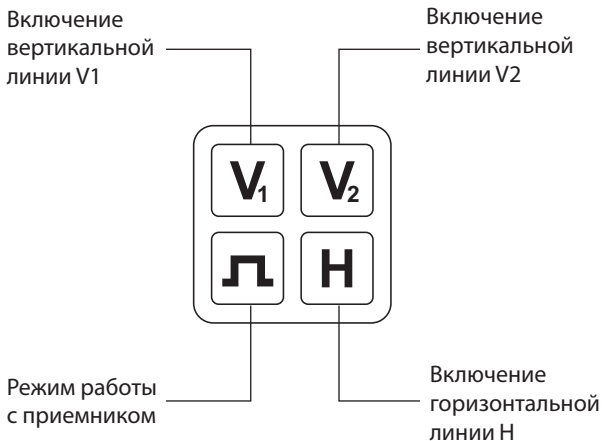 Включение
вертикальной
линии V1
Включение
вертикальной
линии V2
V1
V2
H
Режим работы
с приемником
Включение
горизонтальной
линии H